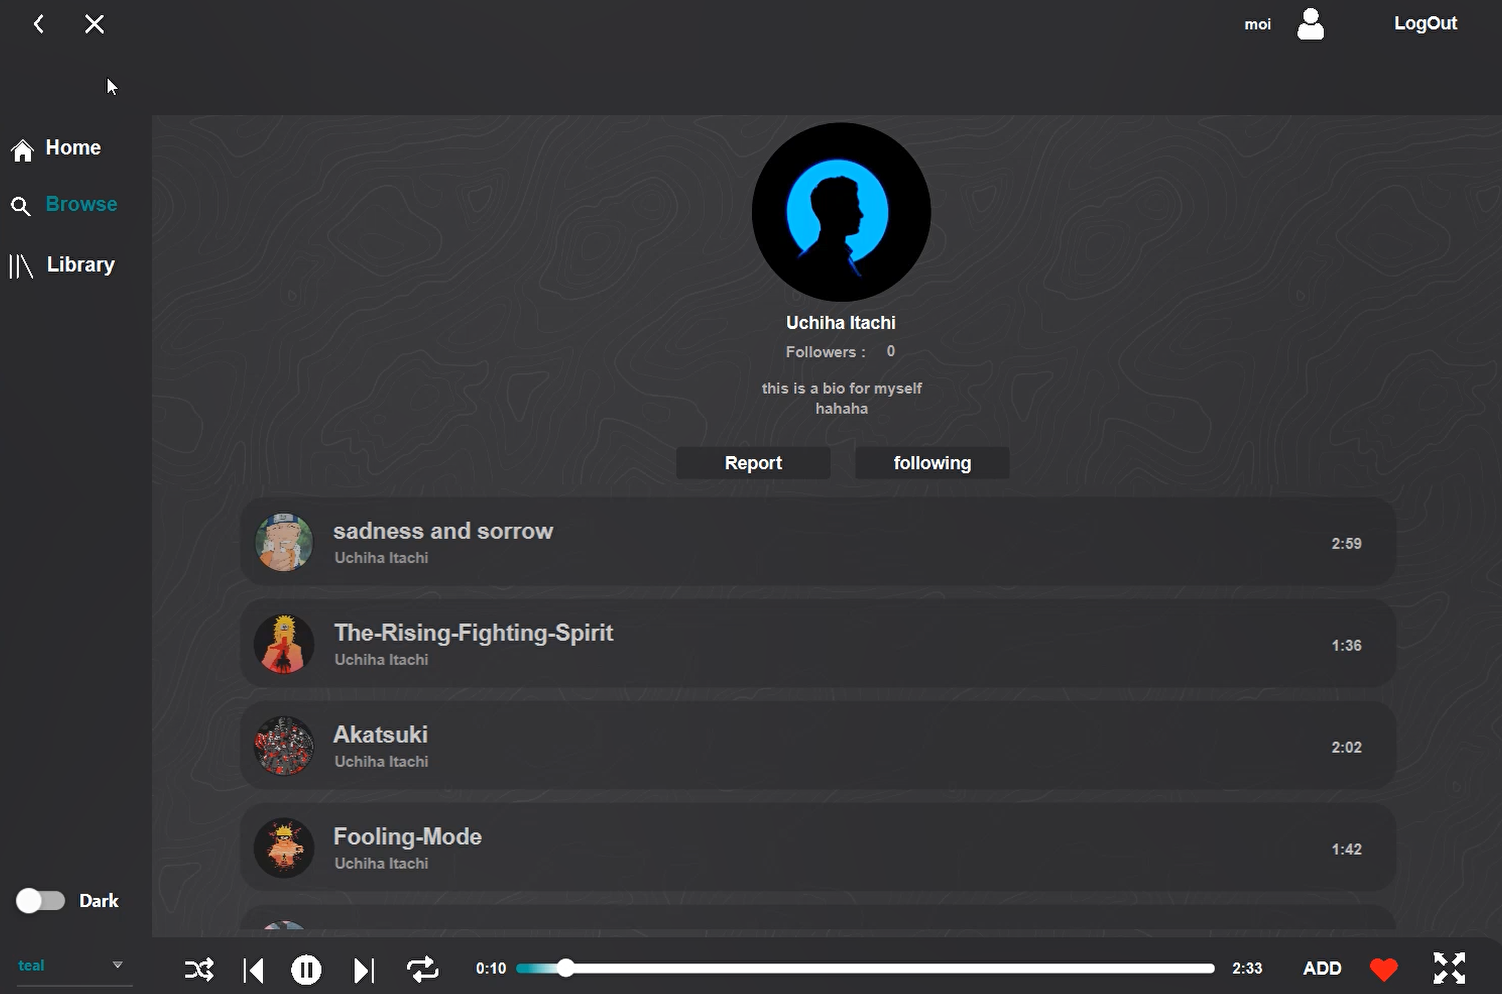 moi
LogOut
Home
Browse
Library
Uchiha Itachi
Followers : 0
this is a bio for myself
hahaha
Report
following
sadness and sorrow
Uchiha Itachi
2:59
The-Rising-Fighting-Spirit
Uchiha Itachi
1:36
Akatsuki
Uchiha Itachi
2:02
Fooling-Mode
Uchiha Itachi
1:42
Dark
teal
0:10
2:33
ADD